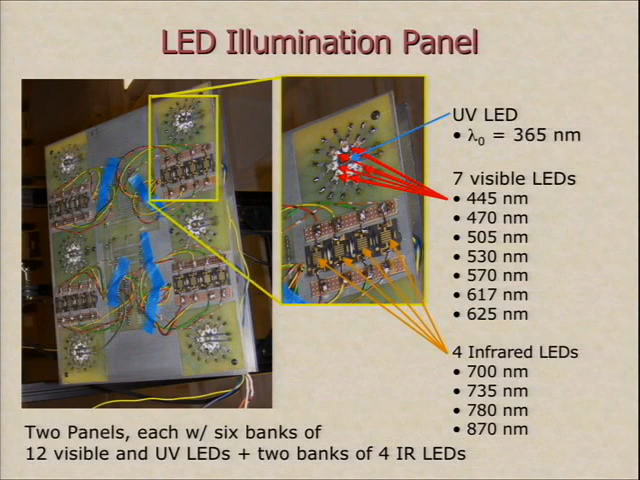 LED Illumination Panel
UV LED
• λ0 = 365 nm
7 visible LEDs
• 445 nm
• 470 nm
• 505 nm
• 530 nm
• 570 nm
• 617 nm
• 625 nm
4 Infrared LEDs
• 700 nm
• 735 nm
• 780 nm
• 870 nm
Two Panels, each w/ six banks of
12 visible and UV LEDs + two banks of 4 IR LEDs